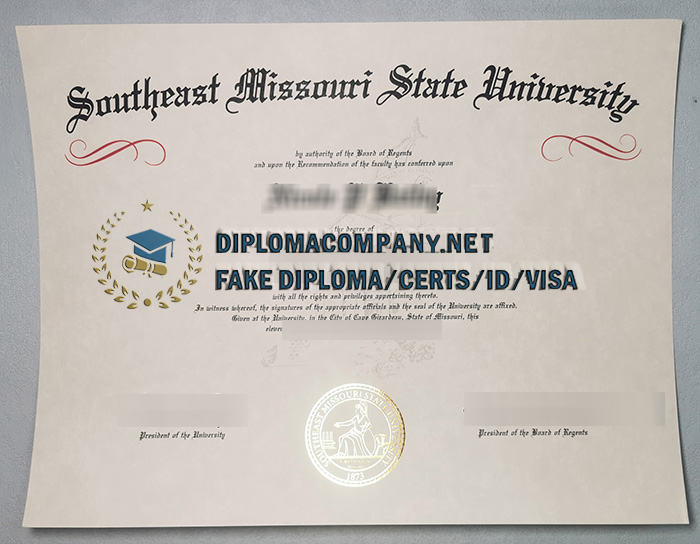 Southeast Missouri State University
by authority of the Board of Regents
and upon the Recommendation of the faculty has conferred upon
the degree of
DIPLOMACOMPANY.NET
FAKE DIPLOMA/CERTS/ID/VISA
with all the rights and privileges appertaining thereto.
In witness whereof, the signatures of the appropriate officials and the seal of the University are affixed.
Given at the University, in the City of Cape Girardeau, State of Missouri, this
eleven
SOUTHEAST MISSOURI STATE UNIVERSITY
1873
President of the University
President of the Board of Regents